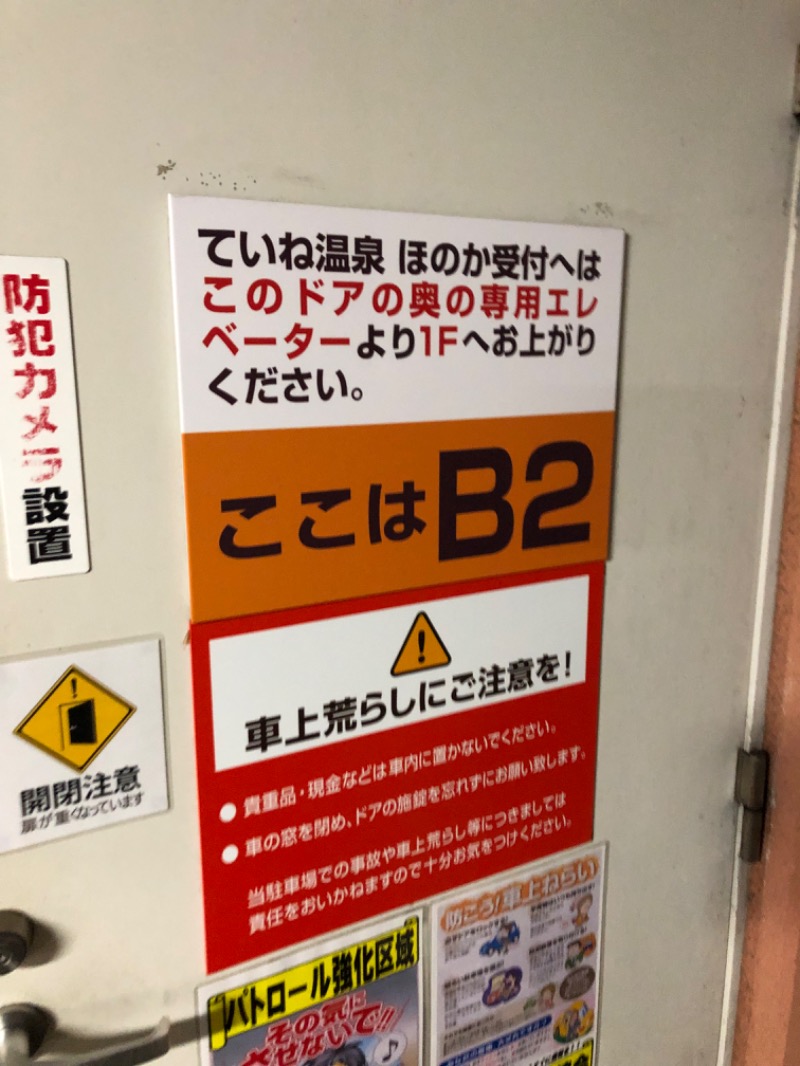 ていね温泉 ほのか受付へは
このドアの奥の専用エレ
ベーターより1Fへお上がり
ください。
ここはB2
防犯カメラ設置
車上荒らしにご注意を!
● 貴重品・現金などは車内に置かないでください。
● 車の窓を閉め、ドアの施錠を忘れずにお願い致します。
当駐車場での事故や車上荒らし等につきましては
責任をおいかねますので十分お気をつけください。
開閉注意
扉が重くなっています
パトロール強化区域
その気に
させないで!!
防ごう!車上ねらい